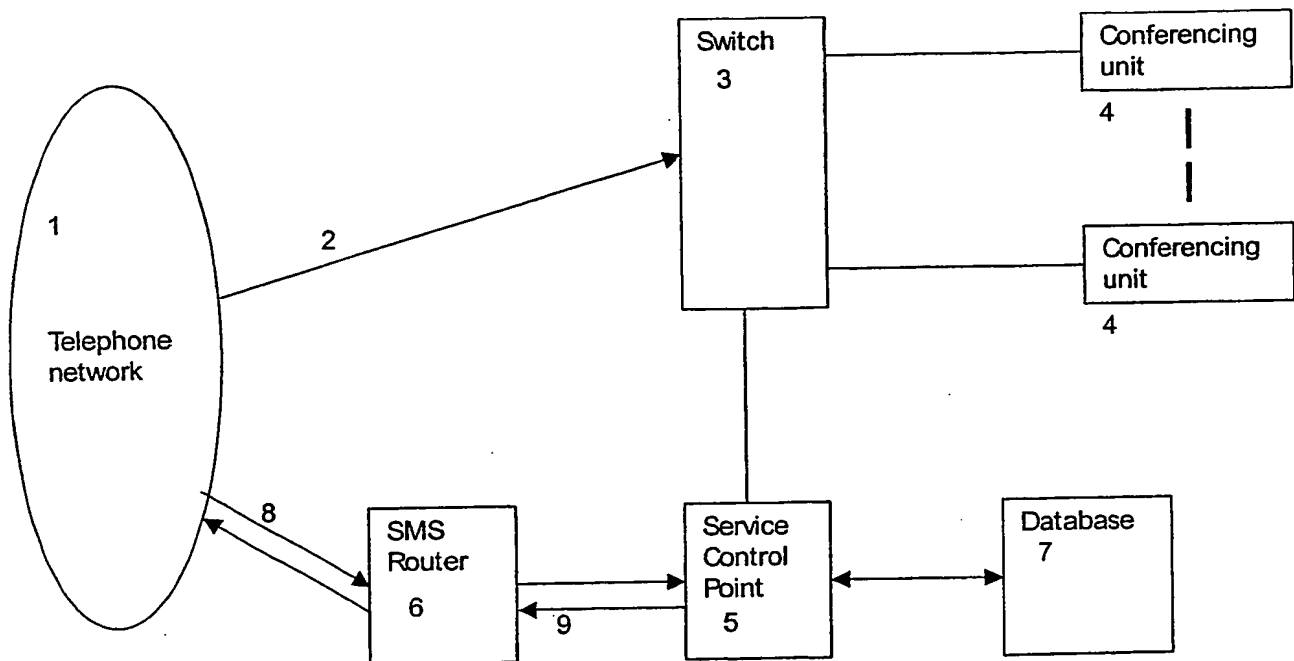 Switch
3
Conferencing
unit
4
1
2
Conferencing
unit
4
Telephone
network
8
SMS
Router
6
9
Service
Control
Point
5
Database
7